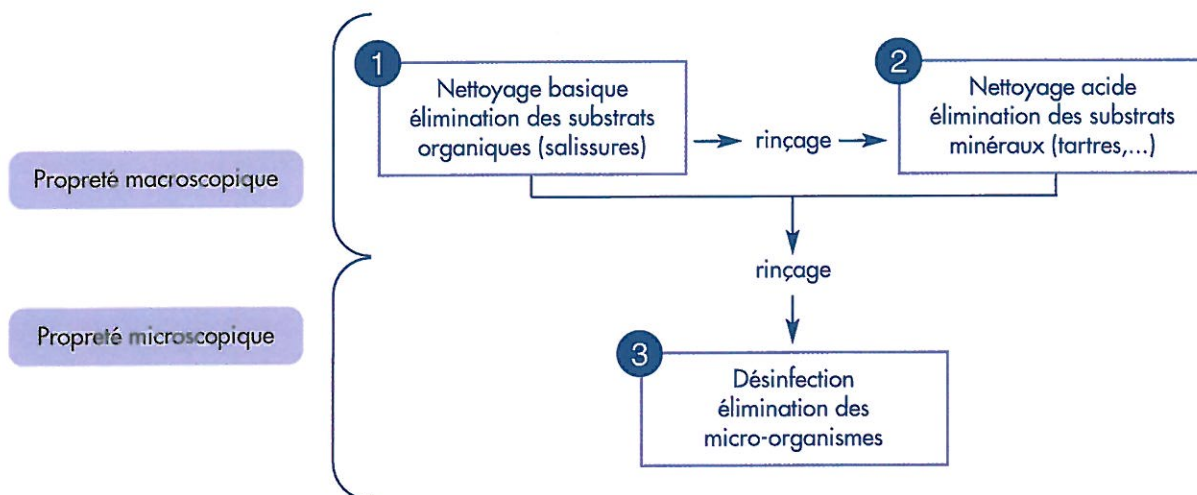 1
Nettoyage basique
élimination des substrats
organiques (salissures)
rinçage
2
Nettoyage acide
élimination des substrats
minéraux (tartres,...)
Propreté macroscopique
rinçage
Propreté microscopique
3
Désinfection
élimination des
micro-organismes